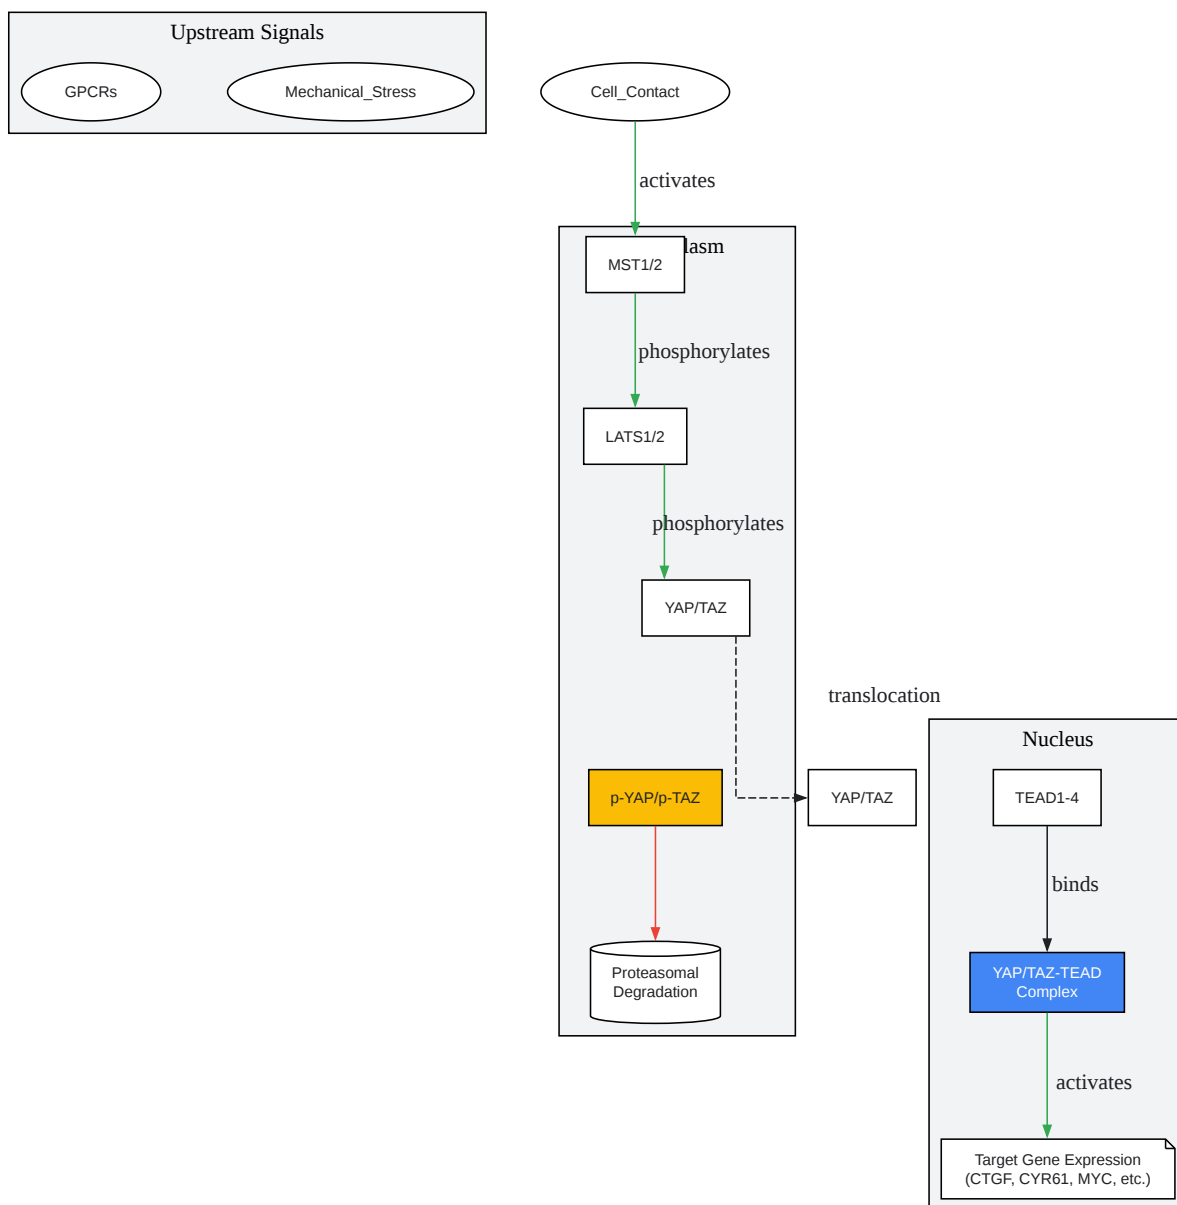 Upstream Signals
GPCRs
Mechanical_Stress
Cell_Contact
activates
lasm
MST1/2
phosphorylates
LATS1/2
phosphorylates
YAP/TAZ
translocation
Nucleus
p-YAP/p-TAZ
YAP/TAZ
TEAD1-4
binds
Proteasomal
Degradation
YAP/TAZ-TEAD
Complex
activates
Target Gene Expression
(CTGF, CYR61, MYC, etc.)